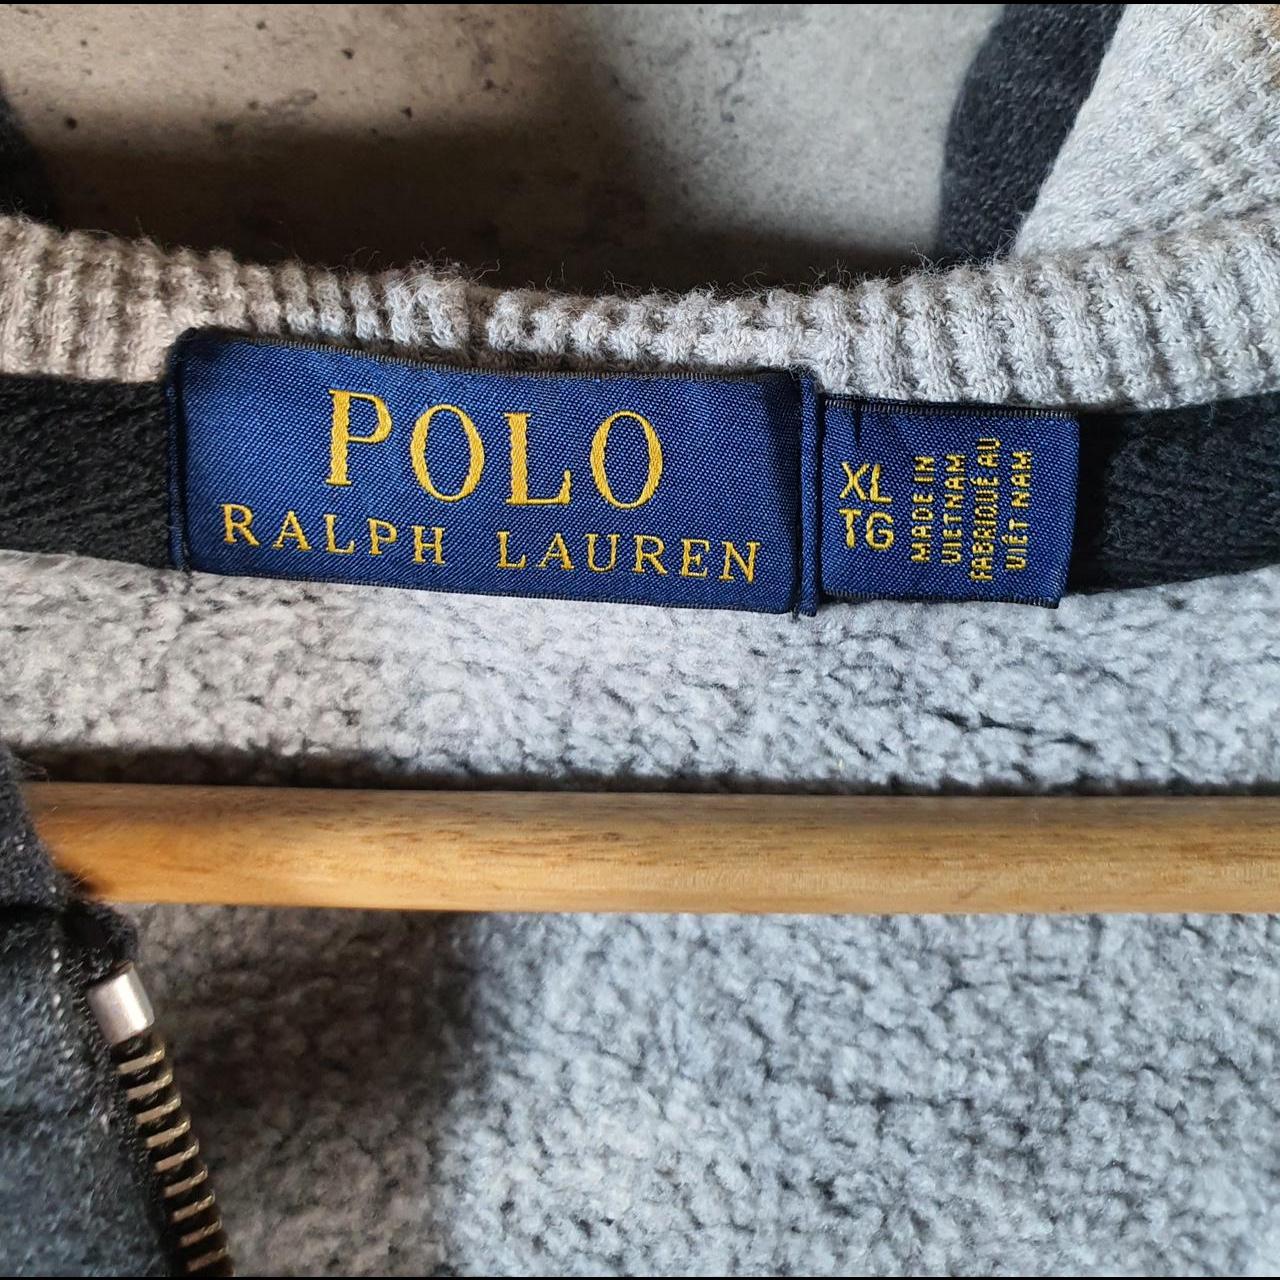 POLO
RALPH LAUREN
XL
TG
MADE IN
VIETNAM
FABRIQUÉ AU
VIÊT NAM